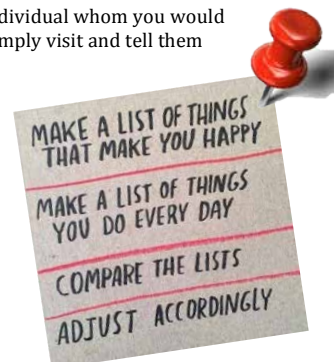 dividual whom you would
mply visit and tell them
MAKE A LIST OF THINGS
THAT MAKE YOU HAPPY
MAKE A LIST OF THINGS
YOU DO EVERY DAY
COMPARE THE LISTS
ADJUST ACCORDINGLY